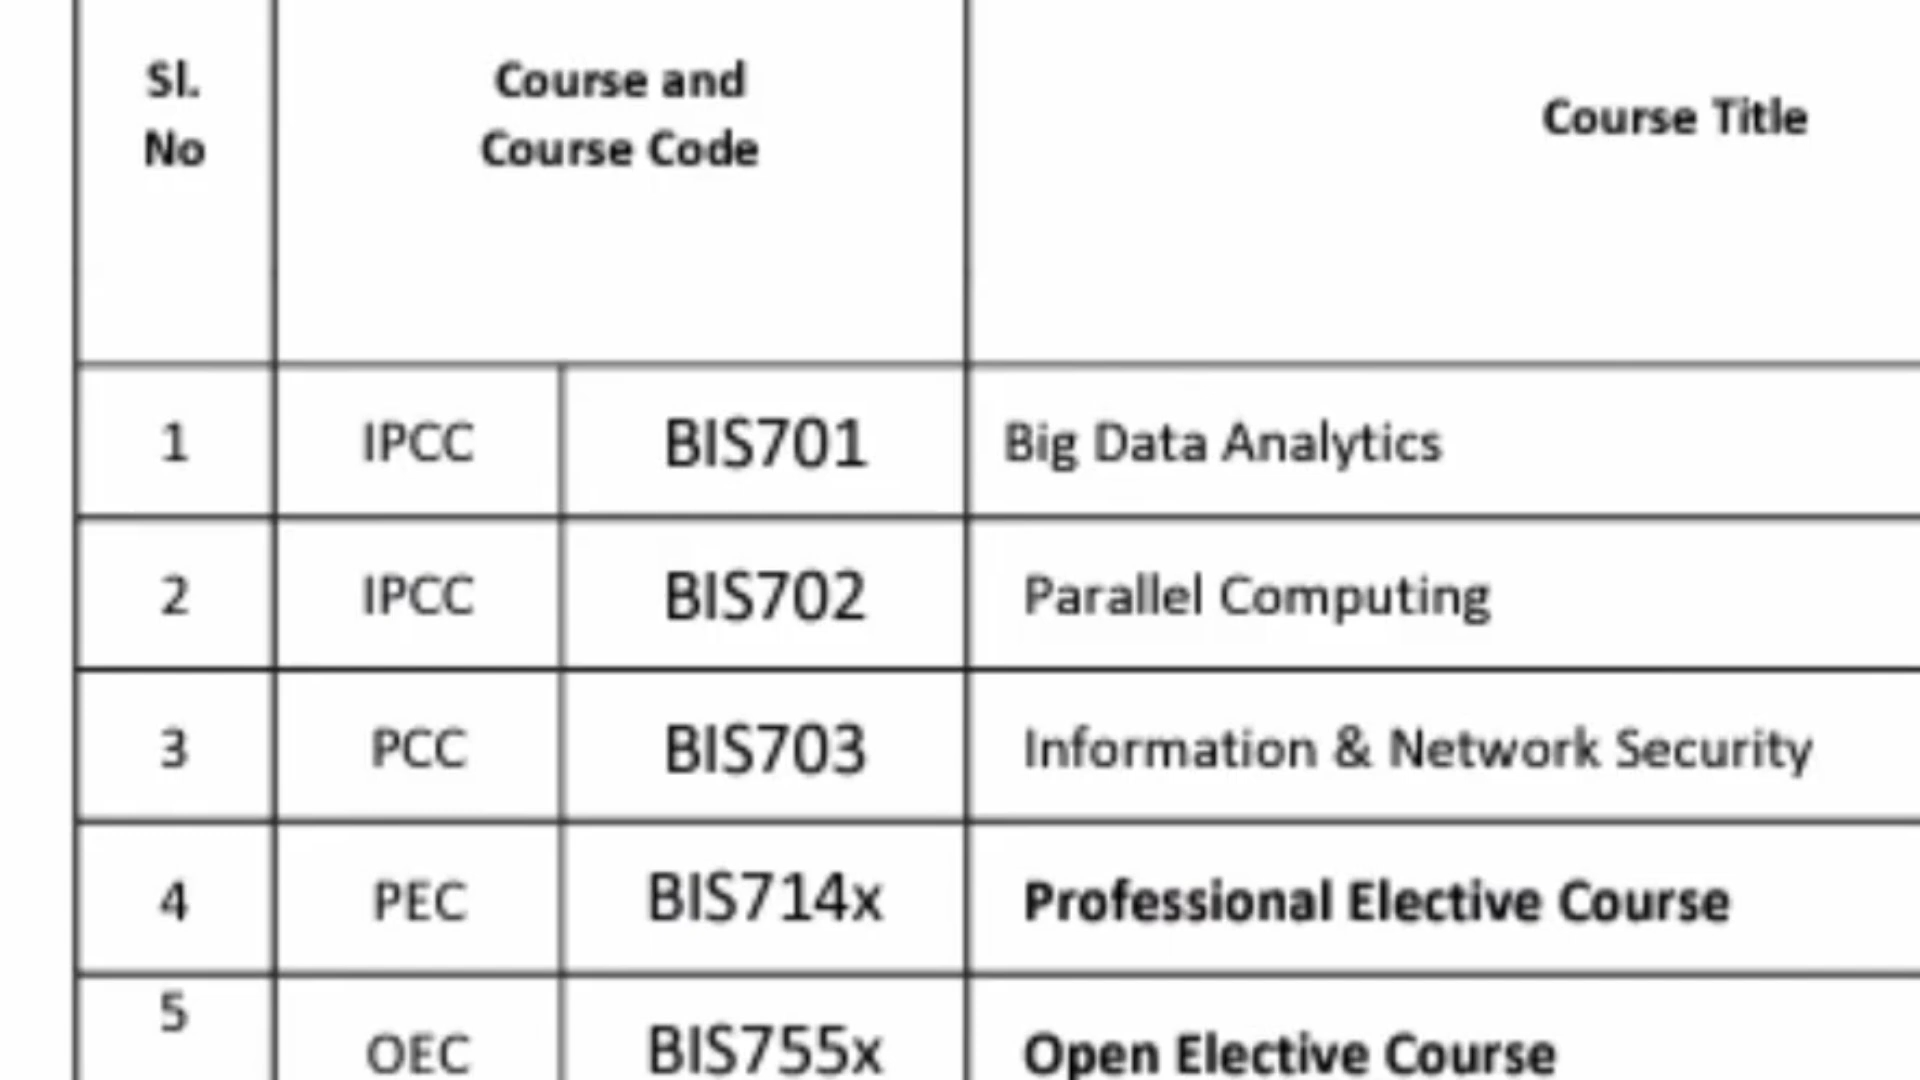 Sl. No Course and Course Code Course Title
1 IPCC BIS701 Big Data Analytics
2 IPCC BIS702 Parallel Computing
3 PCC BIS703 Information & Network Security
4 PEC BIS714x Professional Elective Course
5 OEC BIS755x Open Elective Course